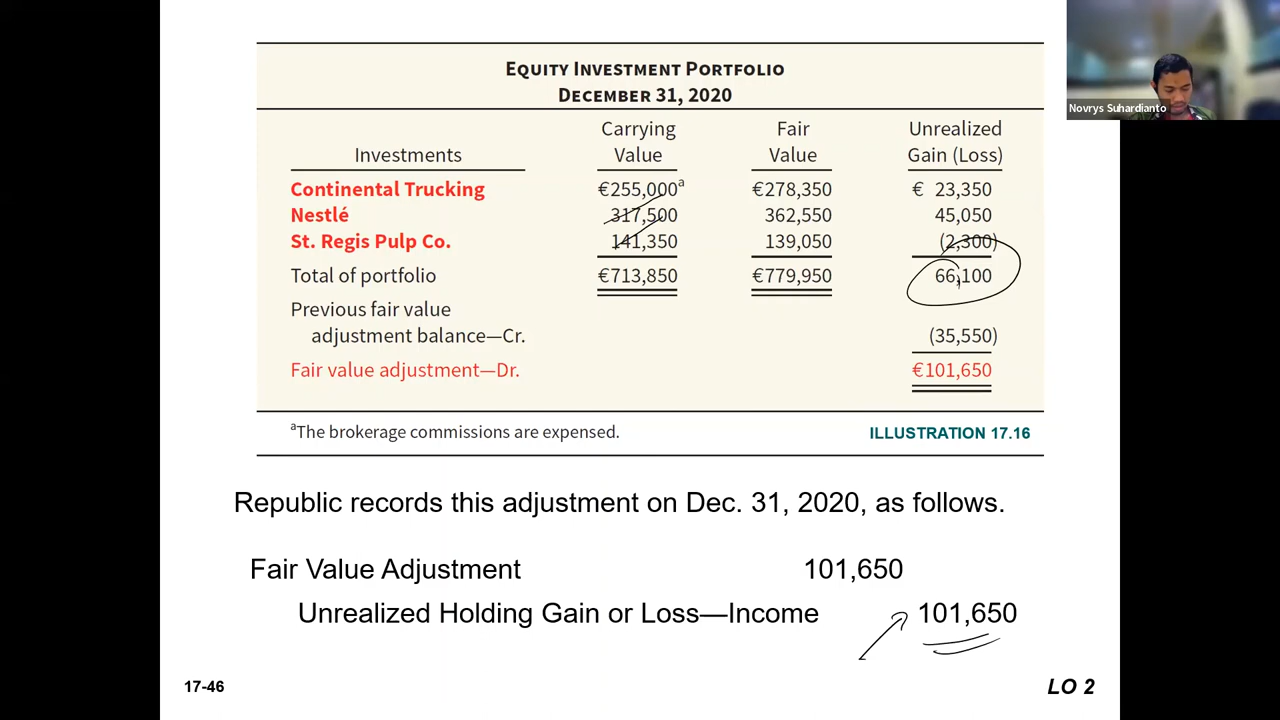 EQUITY INVESTMENT PORTFOLIO
DECEMBER 31, 2020
Novrys Suhardianto
Carrying Fair Unrealized
Investments Value Value Gain (Loss)
Continental Trucking €255,000a €278,350 € 23,350
Nestlé 317,500 362,550 45,050
St. Regis Pulp Co. 141,350 139,050 (2,300)
Total of portfolio €713,850 €779,950 66,100
Previous fair value
adjustment balance—Cr. (35,550)
Fair value adjustment—Dr. €101,650
aThe brokerage commissions are expensed. ILLUSTRATION 17.16
Republic records this adjustment on Dec. 31, 2020, as follows.
Fair Value Adjustment 101,650
Unrealized Holding Gain or Loss—Income 101,650
17-46 LO 2